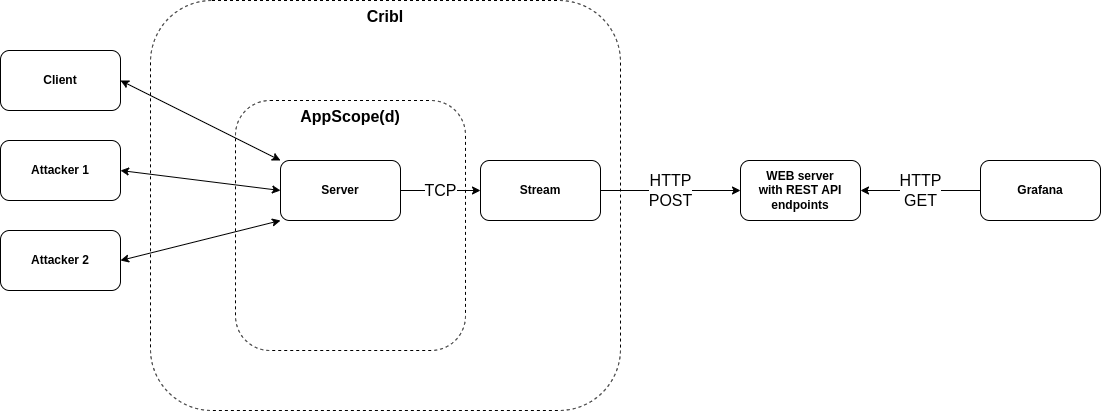 Cribl
Client
AppScope(d)
Attacker 1
Server
TCP
Stream
HTTP
POST
WEB server
with REST API
endpoints
HTTP
GET
Grafana
Attacker 2